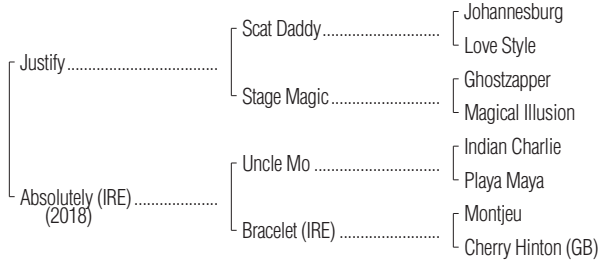 Johannesburg
Scat Daddy
Love Style
Justify
Ghostzapper
Stage Magic
Magical Illusion
Indian Charlie
Uncle Mo
Playa Maya
Absolutely (IRE)
(2018)
Montjeu
Bracelet (IRE)
Cherry Hinton (GB)